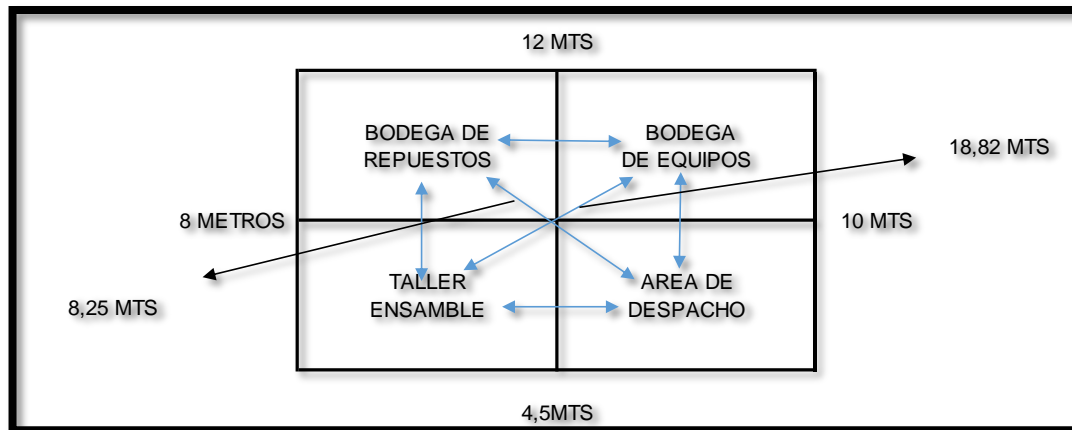 12 MTS
BODEGA DE
REPUESTOS
BODEGA
DE EQUIPOS
18,82 MTS
8 METROS
10 MTS
8,25 MTS
TALLER
ENSAMBLE
AREA DE
DESPACHO
4,5MTS